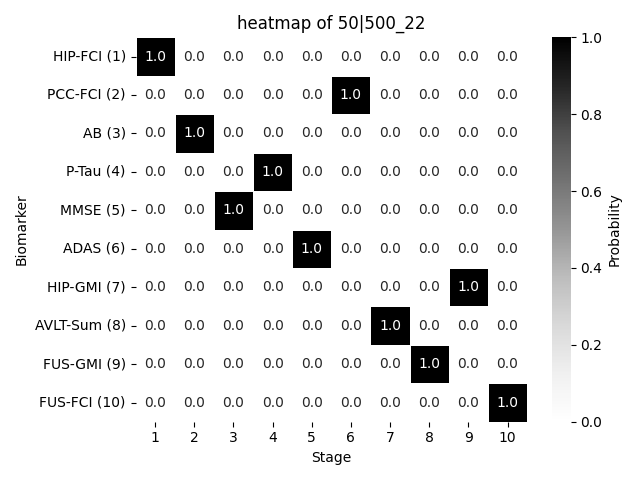 heatmap of 50|500_22
HIP-FCI (1) 1.0 0.0 0.0 0.0 0.0 0.0 0.0 0.0 0.0 0.0
PCC-FCI (2) 0.0 0.0 0.0 0.0 0.0 1.0 0.0 0.0 0.0 0.0
AB (3) 0.0 1.0 0.0 0.0 0.0 0.0 0.0 0.0 0.0 0.0
P-Tau (4) 0.0 0.0 0.0 1.0 0.0 0.0 0.0 0.0 0.0 0.0
MMSE (5) 0.0 0.0 1.0 0.0 0.0 0.0 0.0 0.0 0.0 0.0
ADAS (6) 0.0 0.0 0.0 0.0 1.0 0.0 0.0 0.0 0.0 0.0
HIP-GMI (7) 0.0 0.0 0.0 0.0 0.0 0.0 0.0 0.0 1.0 0.0
AVLT-Sum (8) 0.0 0.0 0.0 0.0 0.0 0.0 1.0 0.0 0.0 0.0
FUS-GMI (9) 0.0 0.0 0.0 0.0 0.0 0.0 0.0 1.0 0.0 0.0
FUS-FCI (10) 0.0 0.0 0.0 0.0 0.0 0.0 0.0 0.0 0.0 1.0
1 2 3 4 5 6 7 8 9 10
Stage
Biomarker
1.0
0.8
0.6
0.4
0.2
0.0
Probability